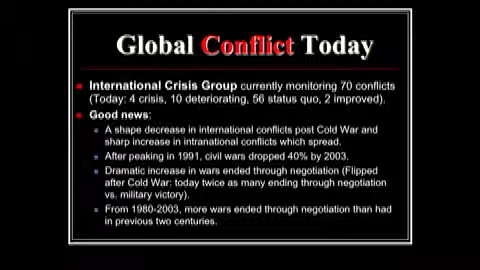 Global Conflict Today
International Crisis Group currently monitoring 70 conflicts
(Today: 4 crisis, 10 deteriorating, 56 status quo, 2 improved).
Good news:
A shape decrease in international conflicts post Cold War and
sharp increase in intranational conflicts which spread.
After peaking in 1991, civil wars dropped 40% by 2003.
Dramatic increase in wars ended through negotiation (Flipped
after Cold War: today twice as many ending through negotiation
vs. military victory).
From 1980-2003, more wars ended through negotiation than had
in previous two centuries.